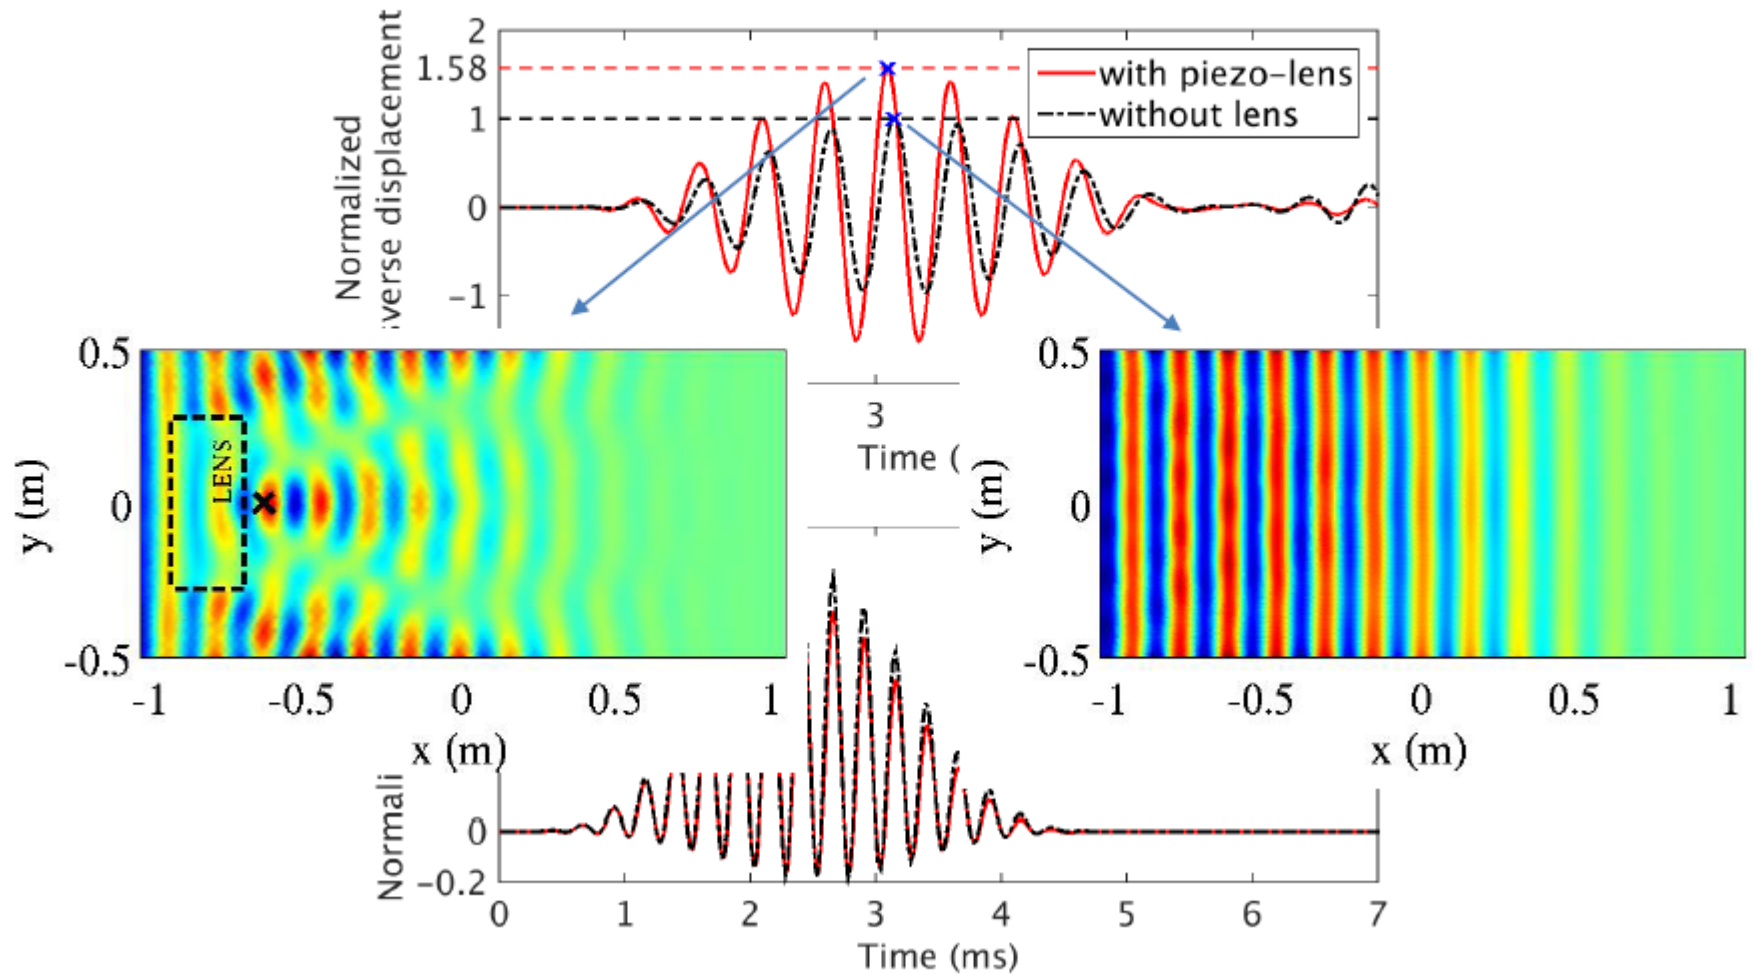 2
1.58
1
0
-1
Normalized
verse displacement
with piezo-lens
without lens
0.5
0
-0.5
y (m)
LENS
-1 -0.5 0 0.5 1
x (m)
3
Time (
0.5
0
-0.5
y (m)
-1 -0.5 0 0.5 1
x (m)
Normali
0
-0.2
0 1 2 3 4 5 6 7
Time (ms)